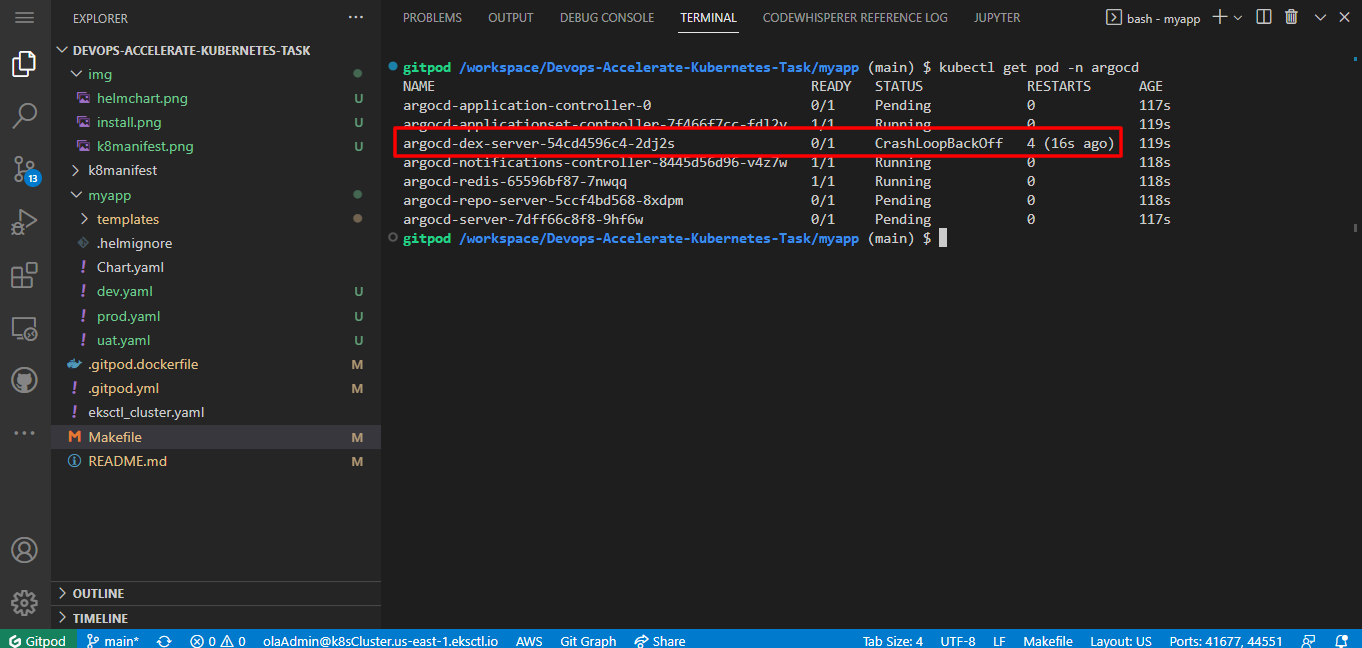 EXPLORER
DEVOPS-ACCELERATE-KUBERNETES-TASK
img
helmchart.png U
install.png U
k8manifest.png U
k8manifest
myapp
templates
.helmignore
Chart.yaml
dev.yaml U
prod.yaml U
uat.yaml U
.gitpod.dockerfile M
.gitpod.yml M
eksctl_cluster.yaml
Makefile M
README.md M
OUTLINE
TIMELINE
13
PROBLEMS OUTPUT DEBUG CONSOLE TERMINAL CODEWHISPERER REFERENCE LOG JUPYTER bash - myapp
gitpod /workspace/Devops-Accelerate-Kubernetes-Task/myapp (main) $ kubectl get pod -n argocd
NAME READY STATUS RESTARTS AGE
argocd-application-controller-0 0/1 Pending 0 117s
argocd-applicationset-controller-7f466f7cc-fdl2v 1/1 Running 0 119s
argocd-dex-server-54cd4596c4-2dj2s 0/1 CrashLoopBackOff 4 (16s ago) 119s
argocd-notifications-controller-8445d56d96-v4z7w 1/1 Running 0 118s
argocd-redis-65596bf87-7nwqq 1/1 Running 0 118s
argocd-repo-server-5ccf4bd568-8xdpm 0/1 Pending 0 118s
argocd-server-7dff66c8f8-9hf6w 0/1 Pending 0 117s
gitpod /workspace/Devops-Accelerate-Kubernetes-Task/myapp (main) $
Gitpod main* 0 0 olaAdmin@k8sCluster.us-east-1.eksctl.io AWS Git Graph Share Tab Size: 4 UTF-8 LF Makefile Layout: US Ports: 41677, 44551